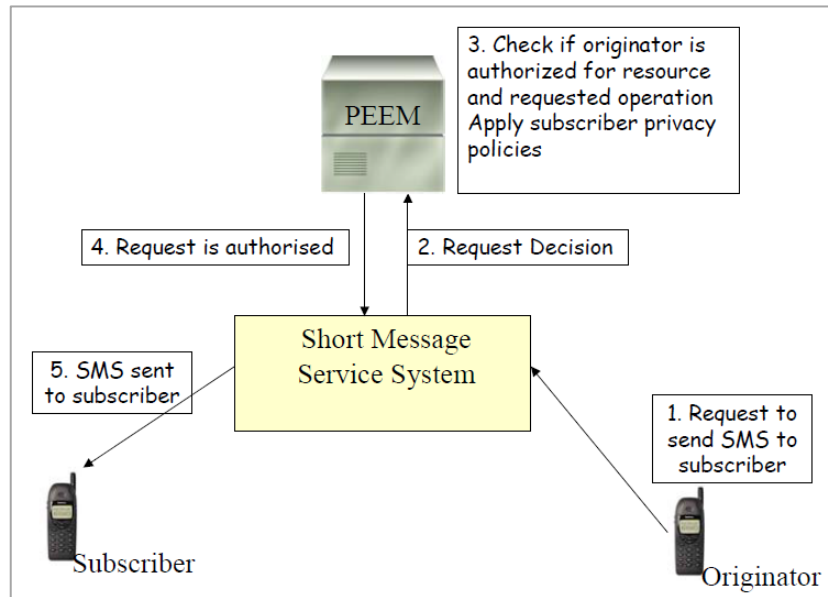 3. Check if originator is
authorized for resource
and requested operation
Apply subscriber privacy
policies
PEEM
4. Request is authorised
2. Request Decision
Short Message
Service System
5. SMS sent
to subscriber
1. Request to
send SMS to
subscriber
Subscriber
Originator